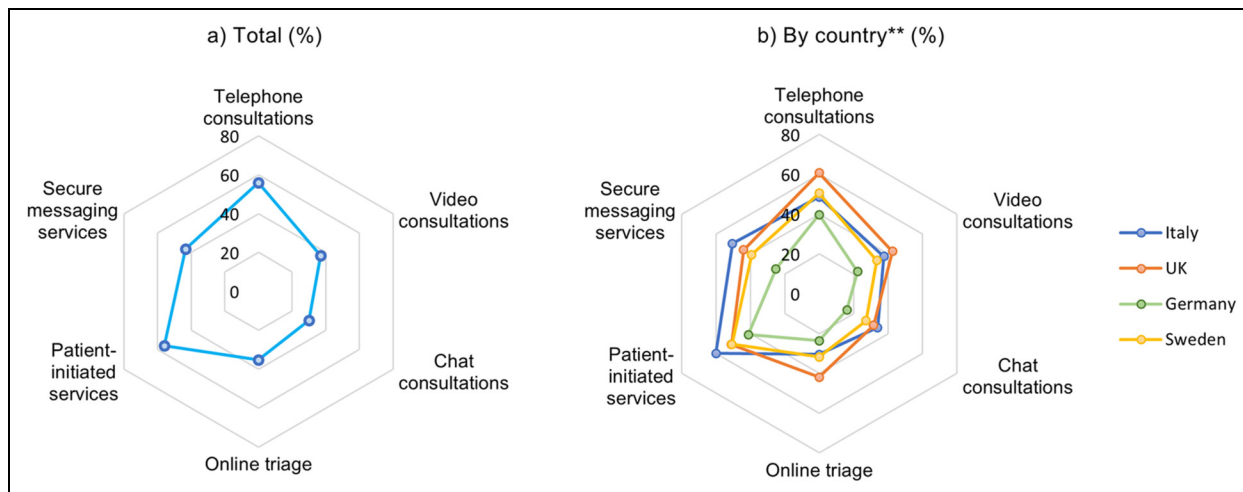 a) Total (%)
Telephone
consultations
80
60
40
20
0
Video
consultations
Chat
consultations
Online triage
Patient-
initiated
services
Secure
messaging
services
b) By country** (%)
Telephone
consultations
80
60
40
20
0
Video
consultations
Chat
consultations
Online triage
Patient-
initiated
services
Secure
messaging
services
Italy
UK
Germany
Sweden